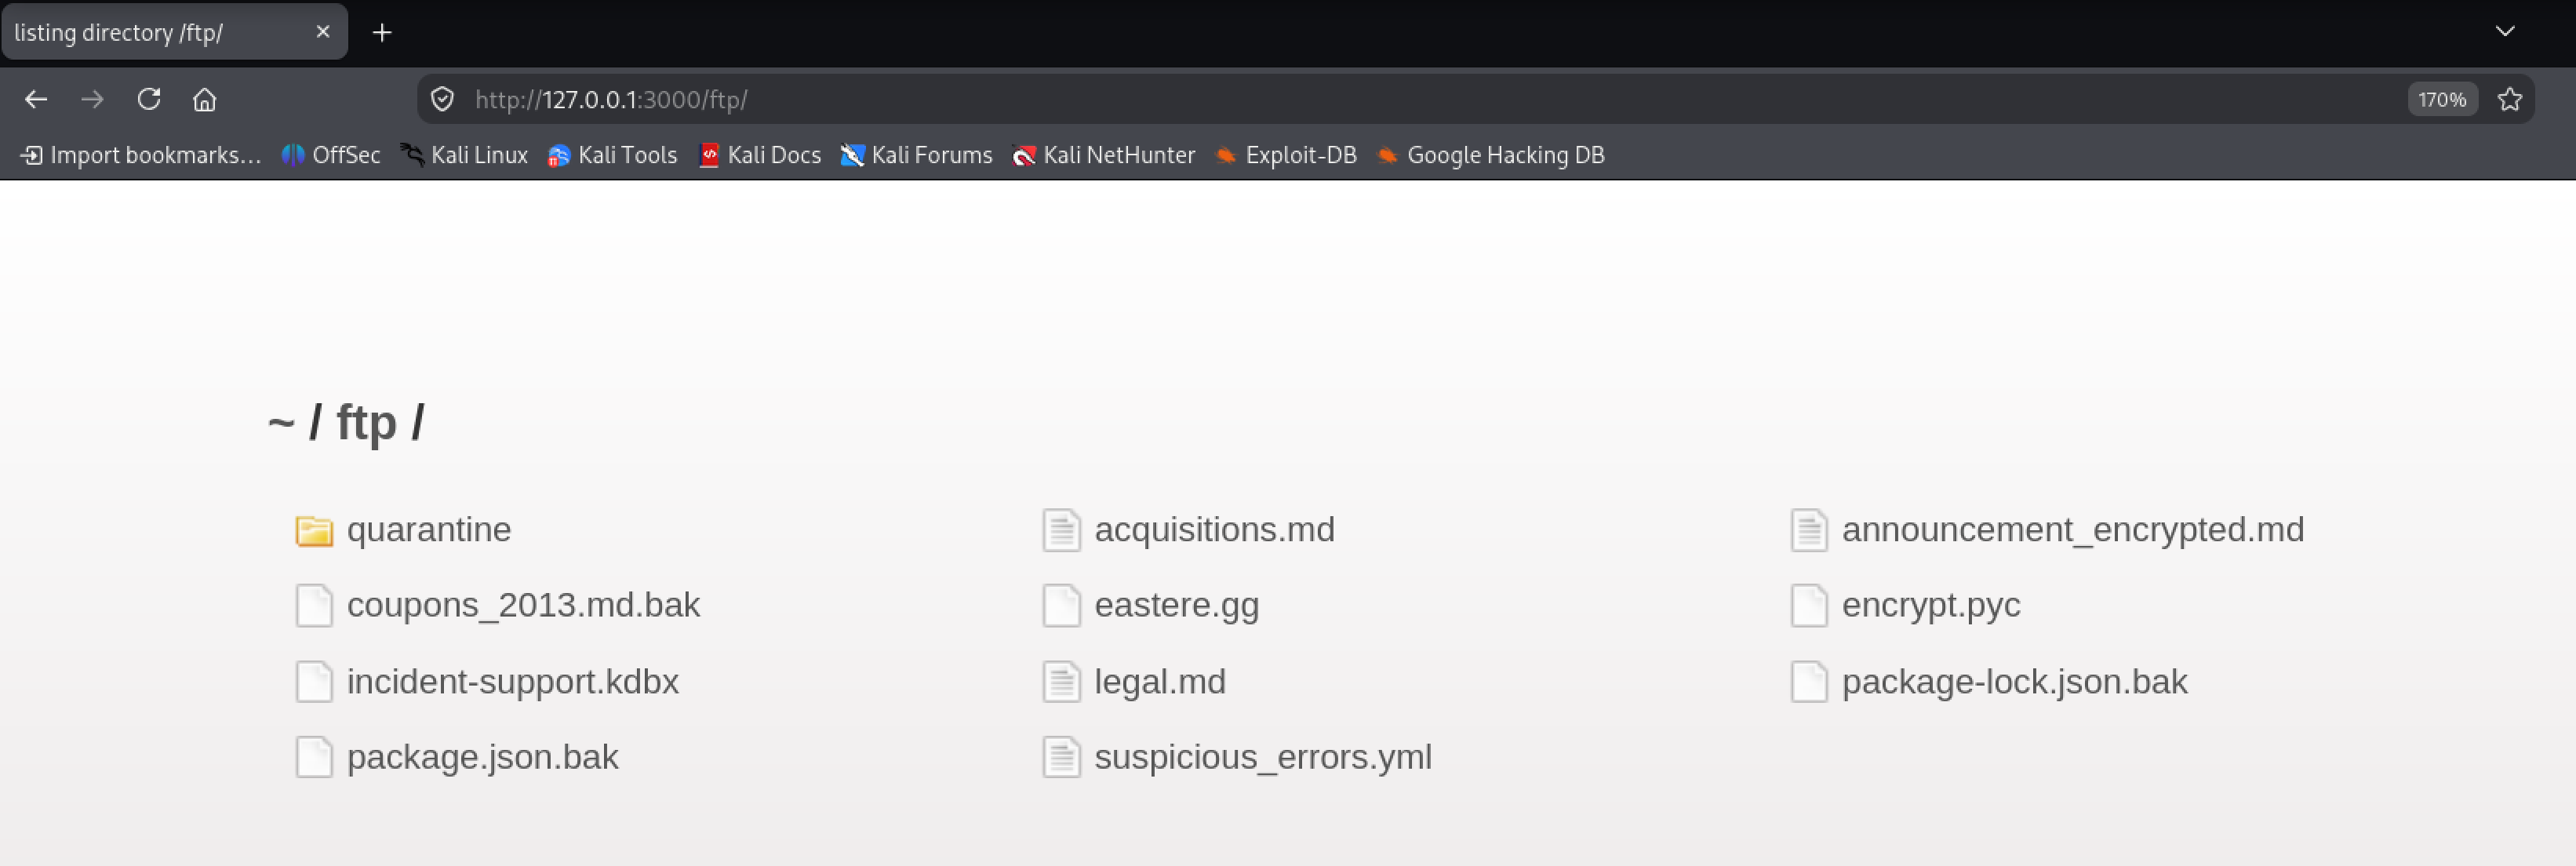 listing directory /ftp/
http://127.0.0.1:3000/ftp/ 170%
Import bookmarks... OffSec Kali Linux Kali Tools Kali Docs Kali Forums Kali NetHunter Exploit-DB Google Hacking DB
~ / ftp /
quarantine acquisitions.md announcement_encrypted.md
coupons_2013.md.bak eastere.gg encrypt.pyc
incident-support.kdbx legal.md package-lock.json.bak
package.json.bak suspicious_errors.yml